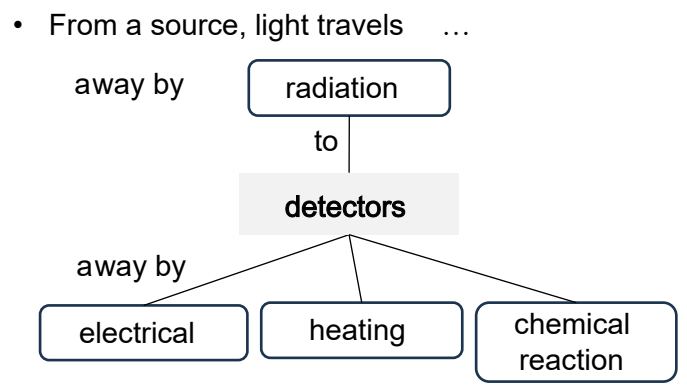 • From a source, light travels …
away by
radiation
to
detectors
away by
electrical
heating
chemical
reaction